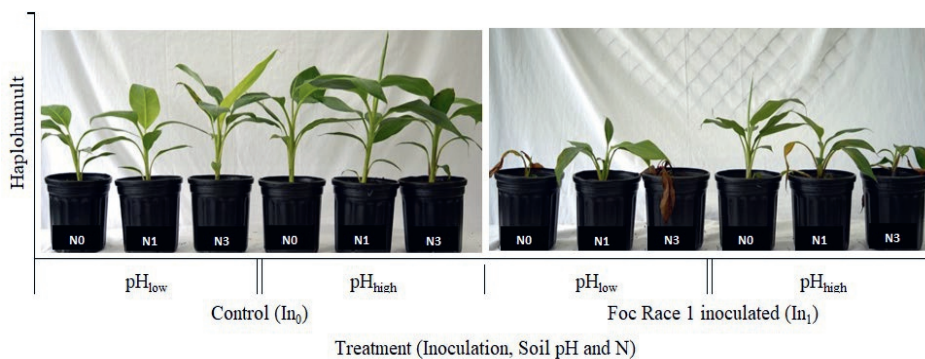 Haplohumult
N0 N1 N3 N0 N1 N3 N0 N1 N3 N0 N1 N3
pHlow pHhigh pHlow pHhigh
Control (In0) Foc Race 1 inoculated (In1)
Treatment (Inoculation, Soil pH and N)